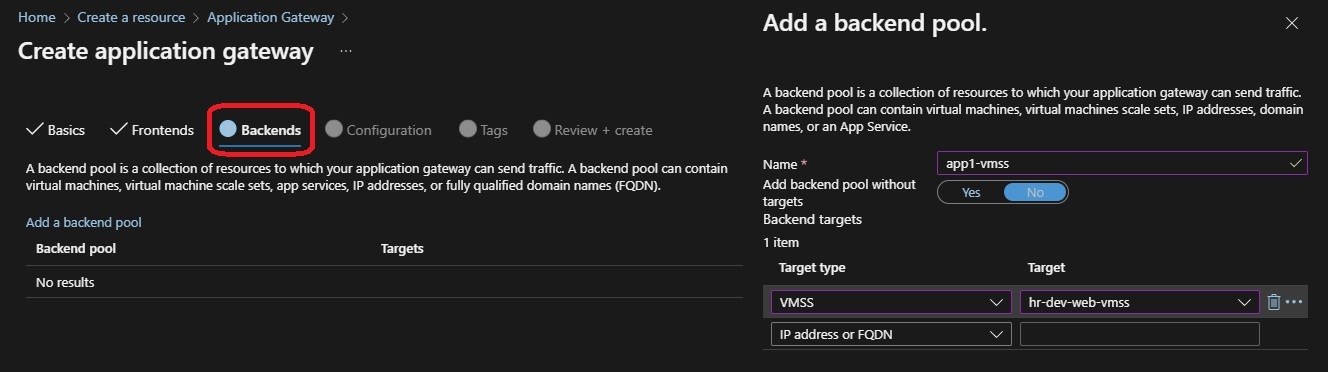 Home > Create a resource > Application Gateway >
Create application gateway ...
Basics Frontends Backends Configuration Tags Review + create
A backend pool is a collection of resources to which your application gateway can send traffic. A backend pool can contain
virtual machines, virtual machine scale sets, app services, IP addresses, or fully qualified domain names (FQDN).
Add a backend pool
Backend pool Targets
No results
Add a backend pool.
A backend pool is a collection of resources to which your application gateway can send traffic.
A backend pool can contain virtual machines, virtual machines scale sets, IP addresses, domain
names, or an App Service.
Name * app1-vmss
Add backend pool without
targets
Yes No
Backend targets
1 item
Target type Target
VMSS hr-dev-web-vmss
IP address or FQDN